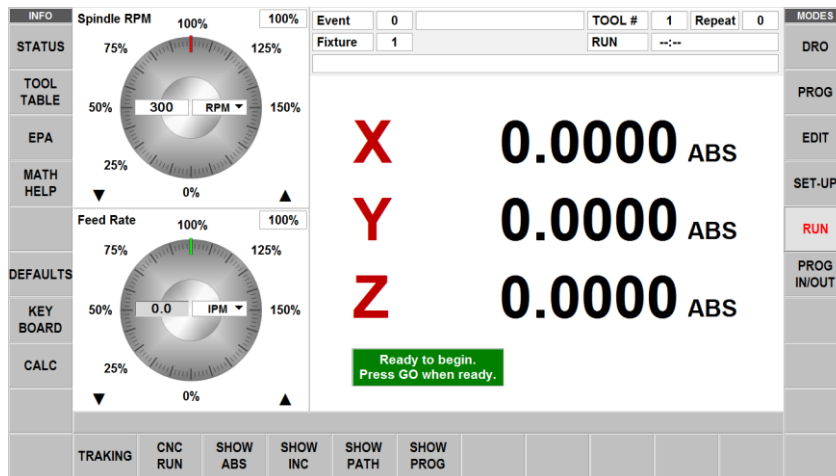 INFO
STATUS
TOOL
TABLE
EPA
MATH
HELP
DEFAULTS
KEY
BOARD
CALC
Spindle RPM
100%
100%
75%
125%
50%
300
RPM
150%
25%
0%
Feed Rate
100%
100%
75%
125%
50%
0.0
IPM
150%
25%
0%
Event 0
TOOL # 1 Repeat 0
Fixture 1
RUN --:--
X 0.0000 ABS
Y 0.0000 ABS
Z 0.0000 ABS
Ready to begin.
Press GO when ready.
MODES
DRO
PROG
EDIT
SET-UP
RUN
PROG
IN/OUT
TRAKING
CNC
RUN
SHOW
ABS
SHOW
INC
SHOW
PATH
SHOW
PROG